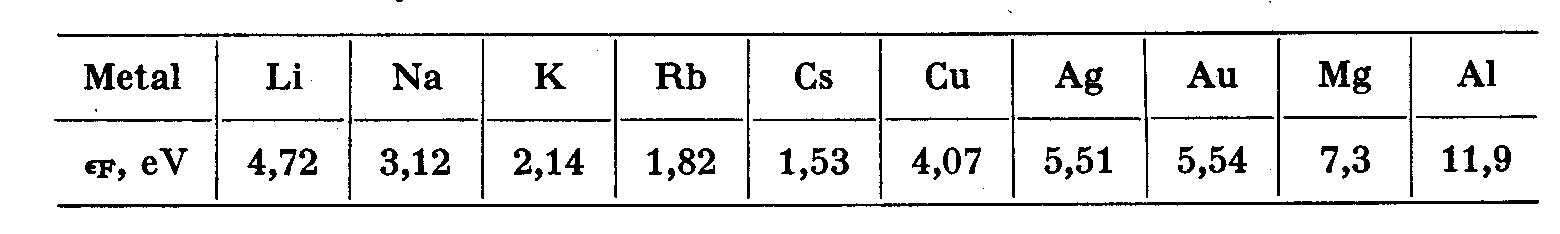 Metal Li Na K Rb Cs Cu Ag Au Mg Al
ϵF, eV 4,72 3,12 2,14 1,82 1,53 4,07 5,51 5,54 7,3 11,9